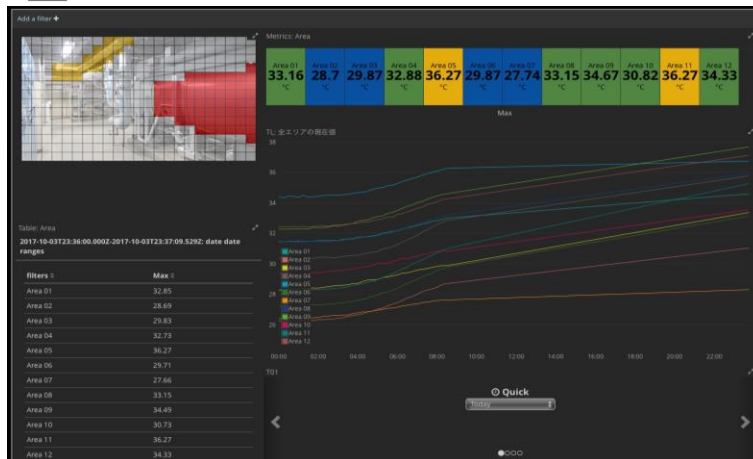 Add a filter +
Metrics: Area
Area 01 Area 02 Area 03 Area 04 Area 05 Area 06 Area 07 Area 08 Area 09 Area 10 Area 11 Area 12
33.16 28.7 29.87 32.88 36.27 29.87 27.74 33.15 34.67 30.82 36.27 34.33
°C °C °C °C °C °C °C °C °C °C °C °C
Max
TL: 全エリアの現在値
38
36
34
32
30
28
26
Area 01
Area 02
Area 03
Area 04
Area 05
Area 06
Area 07
Area 08
Area 09
Area 10
Area 11
Area 12
00:00 02:00 04:00 06:00 08:00 10:00 12:00 14:00 16:00 18:00 20:00 22:00
Table: Area
2017-10-03T23:36:00.000Z-2017-10-03T23:37:09.529Z: date date
ranges
filters Max
Area 01 32.85
Area 02 28.69
Area 03 29.83
Area 04 32.73
Area 05 36.27
Area 06 29.71
Area 07 27.66
Area 08 33.15
Area 09 34.49
Area 10 30.73
Area 11 36.27
Area 12 34.33
T01
Quick
Today